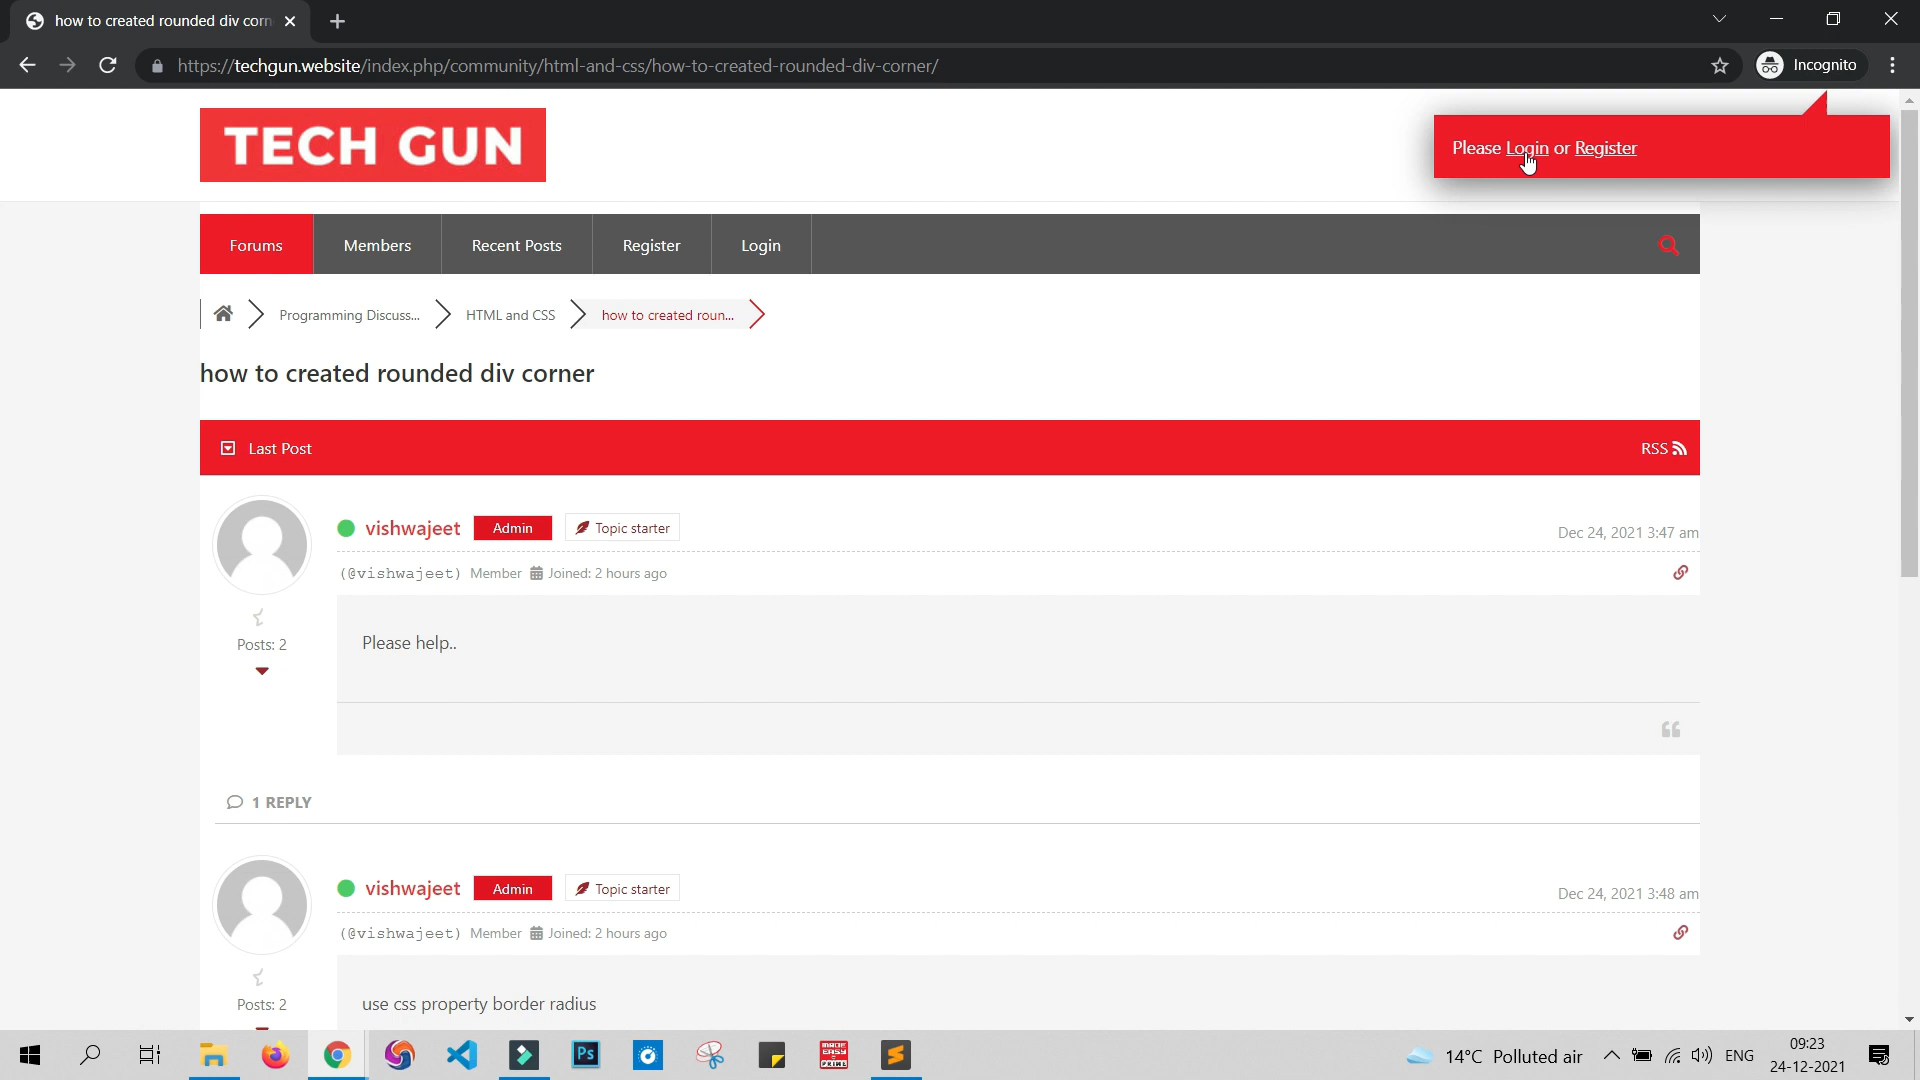 how to created rounded div corn
https://techgun.website/index.php/community/html-and-css/how-to-created-rounded-div-corner/
Incognito
TECH GUN
Please Login or Register
Forums Members Recent Posts Register Login
Programming Discuss... HTML and CSS how to created roun...
how to created rounded div corner
Last Post RSS
vishwajeet Admin Topic starter Dec 24, 2021 3:47 am
(@vishwajeet) Member Joined: 2 hours ago
Posts: 2
Please help..
1 REPLY
vishwajeet Admin Topic starter Dec 24, 2021 3:48 am
(@vishwajeet) Member Joined: 2 hours ago
Posts: 2
use css property border radius
Ps
MADE EASY PRIME
14°C Polluted air ENG 09:23
24-12-2021